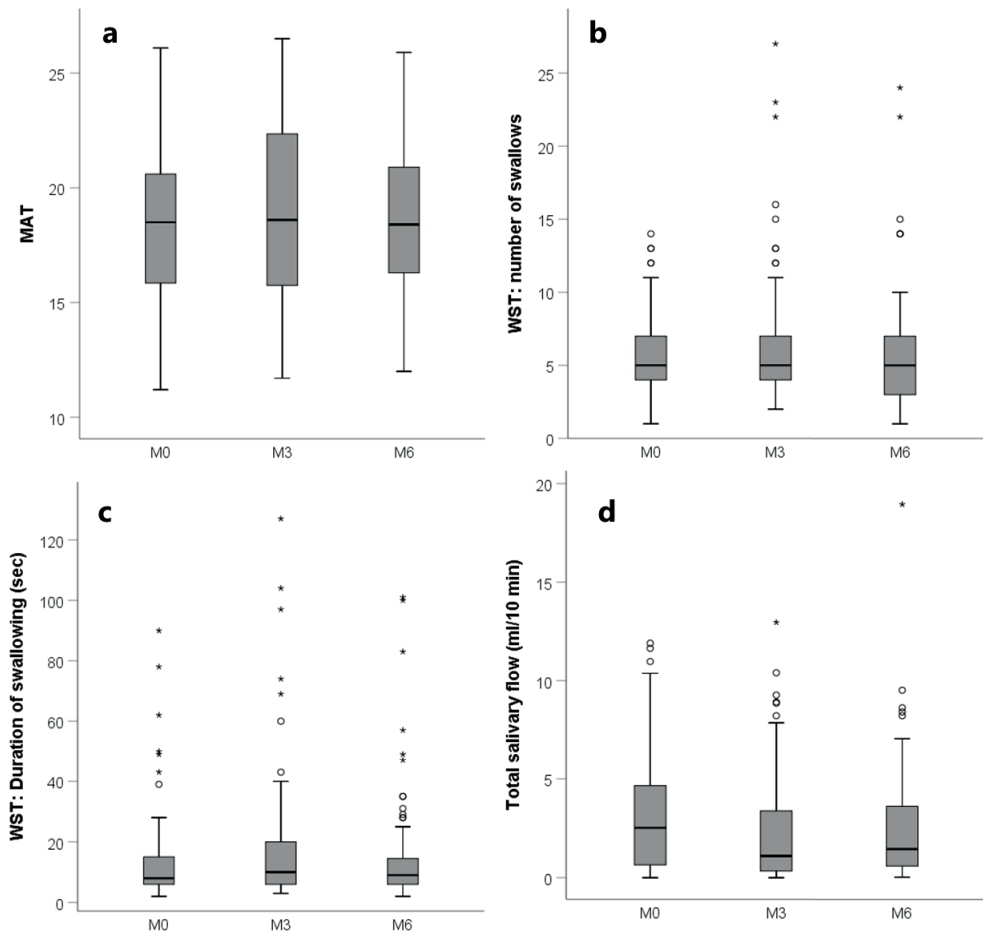 a
MAT
25
20
15
10
M0 M3 M6
b
WST: number of swallows
25
20
15
10
5
0
M0 M3 M6
c
WST: Duration of swallowing (sec)
120
100
80
60
40
20
0
M0 M3 M6
d
Total salivary flow (ml/10 min)
20
15
10
5
0
M0 M3 M6